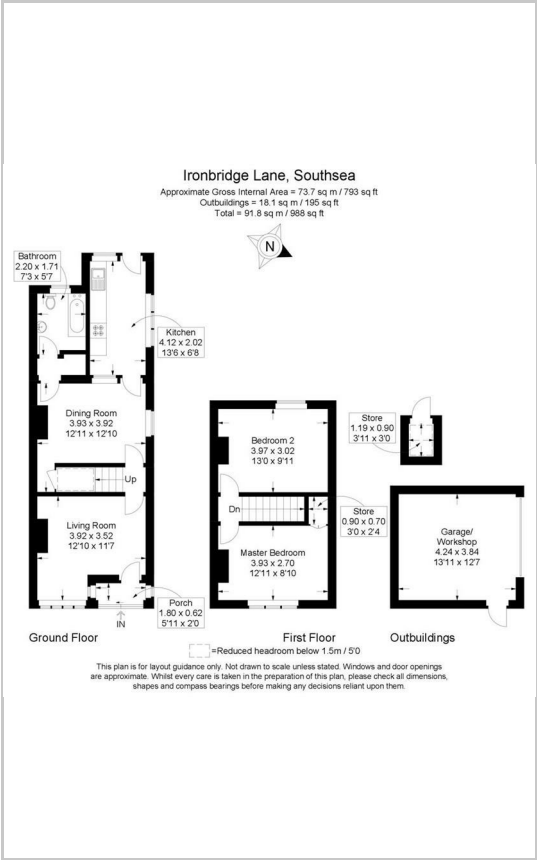 Ironbridge Lane, Southsea
Approximate Gross Internal Area = 73.7 sq m / 793 sq ft
Outbuildings = 18.1 sq m / 195 sq ft
Total = 91.8 sq m / 988 sq ft
N
Bathroom
2.20 x 1.71
7'3 x 5'7
Kitchen
4.12 x 2.02
13'6 x 6'8
Dining Room
3.93 x 3.92
12'11 x 12'10
Up
Living Room
3.92 x 3.52
12'10 x 11'7
Porch
1.80 x 0.62
5'11 x 2'0
IN
Ground Floor
Bedroom 2
3.97 x 3.02
13'0 x 9'11
Dn
Store
0.90 x 0.70
3'0 x 2'4
Master Bedroom
3.93 x 2.70
12'11 x 8'10
First Floor
Store
1.19 x 0.90
3'11 x 3'0
Garage/
Workshop
4.24 x 3.84
13'11 x 12'7
Outbuildings
=Reduced headroom below 1.5m / 5'0
This plan is for layout guidance only. Not drawn to scale unless stated. Windows and door openings
are approximate. Whilst every care is taken in the preparation of this plan, please check all dimensions,
shapes and compass bearings before making any decisions reliant upon them.